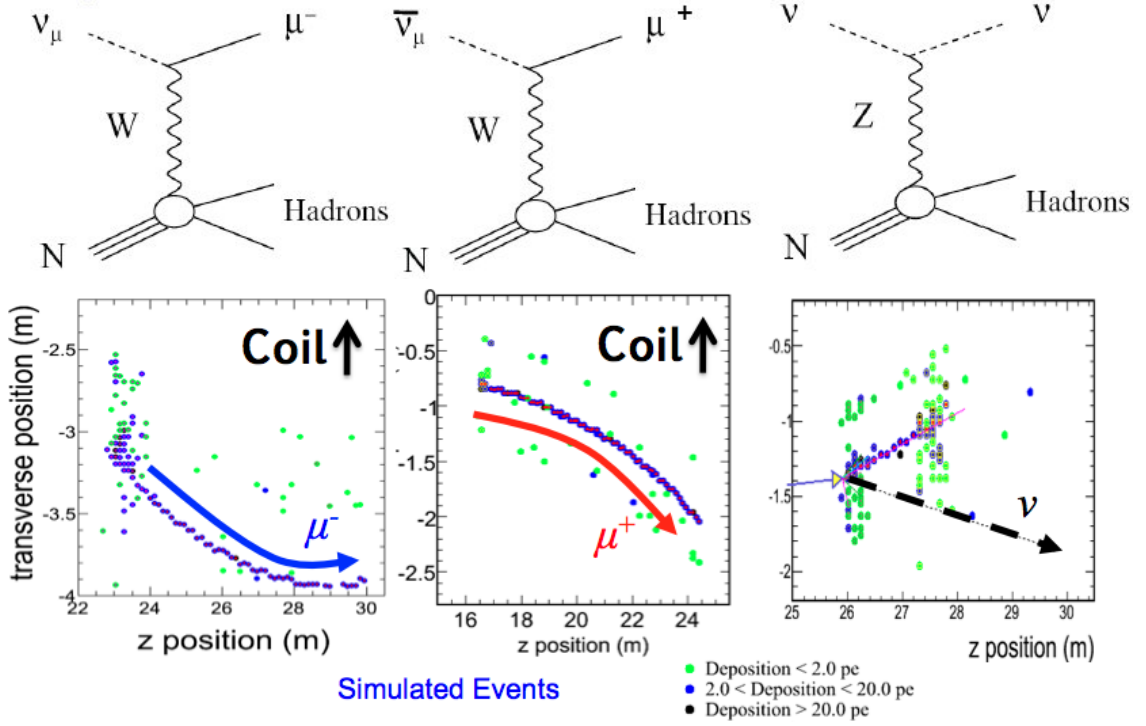 ν_μ μ⁻
W
N Hadrons
ν̄_μ μ⁺
W
N Hadrons
ν ν
Z
N Hadrons
transverse position (m)
-2.5
-3
-3.5
-4
Coil
μ⁻
22 24 26 28 30
z position (m)
0
-0.5
-1
-1.5
-2
-2.5
Coil
μ⁺
16 18 20 22 24
z position (m)
-0.5
-1
-1.5
-2
ν
25 26 27 28 29 30
z position (m)
Simulated Events
Deposition < 2.0 pe
2.0 < Deposition < 20.0 pe
Deposition > 20.0 pe